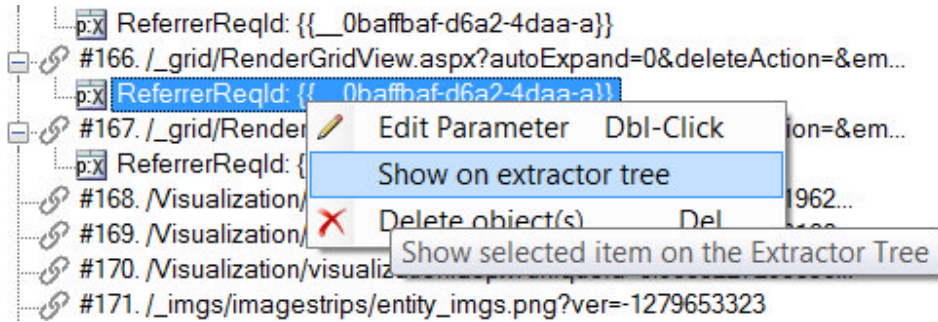 p:X ReferrerReqId: {{__0baffbaf-d6a2-4daa-a}}
#166. /_grid/RenderGridView.aspx?autoExpand=0&deleteAction=&em...
p:X ReferrerReqId: {{__0baffbaf-d6a2-4daa-a}}
#167. /_grid/Render ion=&em...
Edit Parameter Dbl-Click
p:X ReferrerReqId: {
Show on extractor tree
#168. /Visualization/ 1962...
Delete object(s) Del
#169. /Visualization/
Show selected item on the Extractor Tree
#170. /Visualization/visualiz
#171. /_imgs/imagestrips/entity_imgs.png?ver=-1279653323